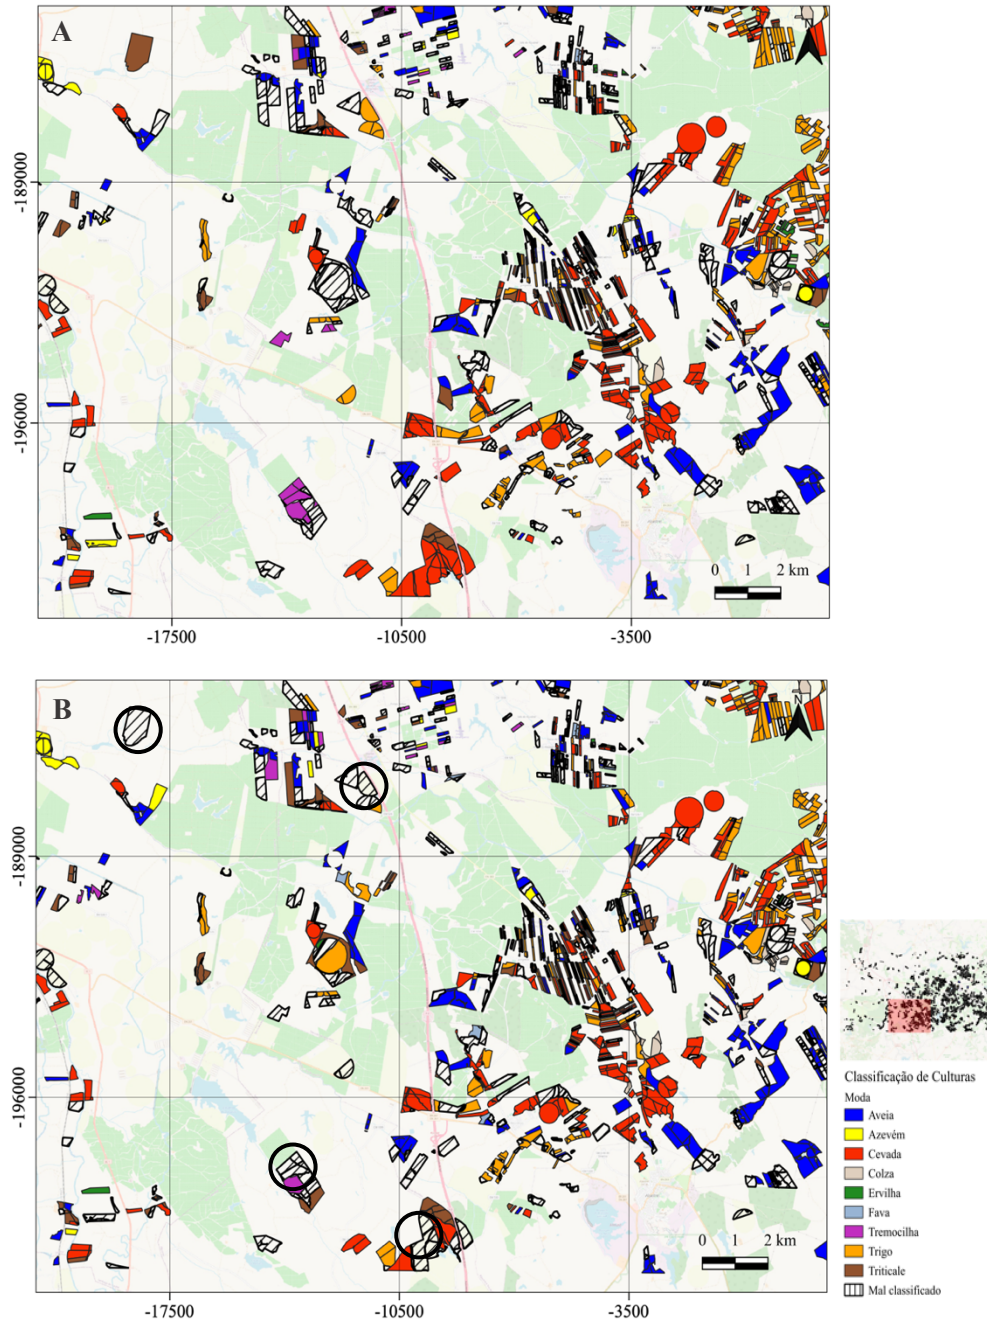 A
-189000
-196000
0 1 2 km
-17500 -10500 -3500
B
N
-189000
-196000
0 1 2 km
-17500 -10500 -3500
Classificação de Culturas
Moda
Aveia
Azevém
Cevada
Colza
Ervilha
Fava
Tremocilha
Trigo
Triticale
Mal classificado